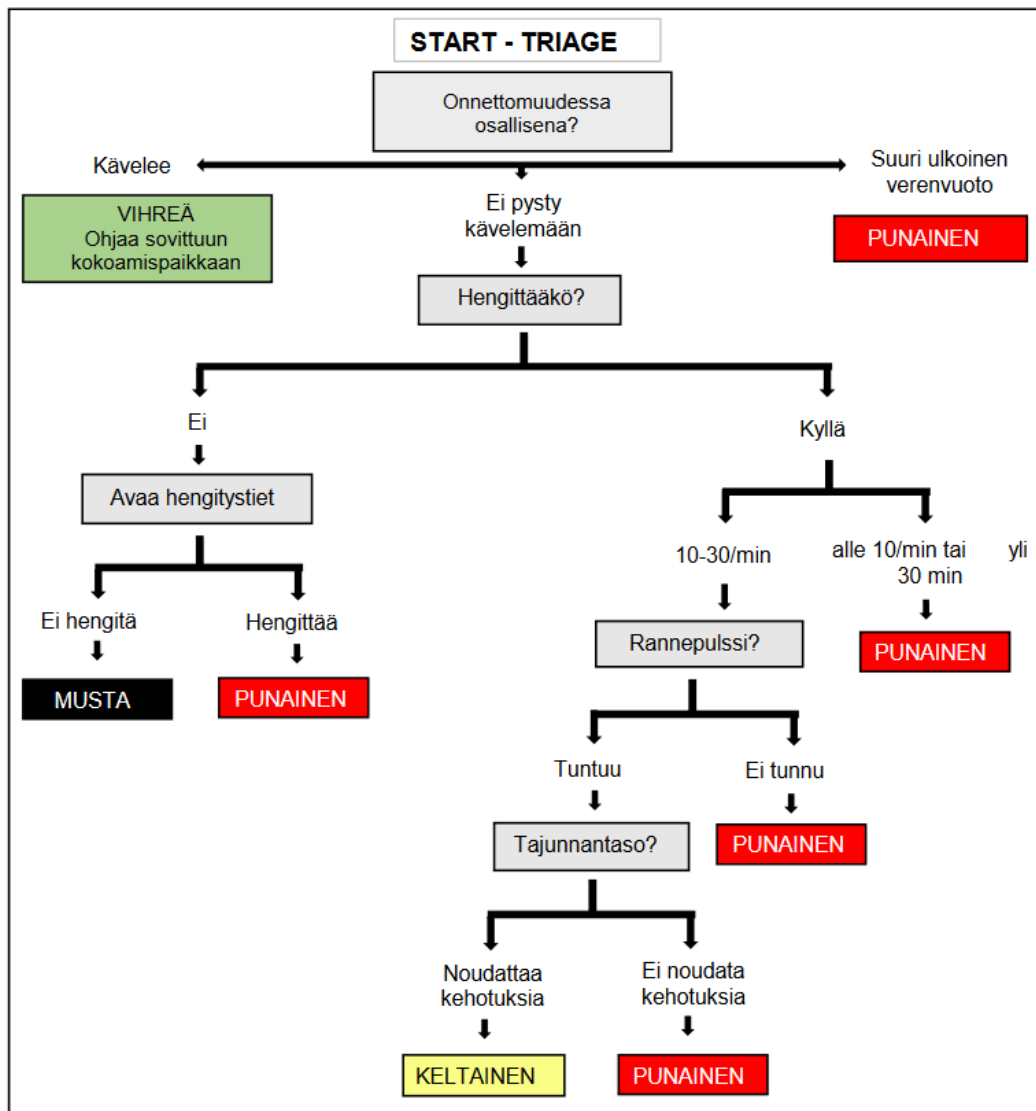 START - TRIAGE
Onnettomuudessa
osallisena?
Kävelee
Suuri ulkoinen
verenvuoto
VIHREÄ
Ohjaa sovittuun
kokoamispaikkaan
Ei pysty
kävelemään
PUNAINEN
Hengittääkö?
Ei
Kyllä
Avaa hengitystiet
10-30/min
alle 10/min tai yli
30 min
Ei hengitä
Hengittää
Rannepulssi?
PUNAINEN
MUSTA
PUNAINEN
Tuntuu
Ei tunnu
Tajunnantaso?
PUNAINEN
Noudattaa
kehotuksia
Ei noudata
kehotuksia
KELTAINEN
PUNAINEN